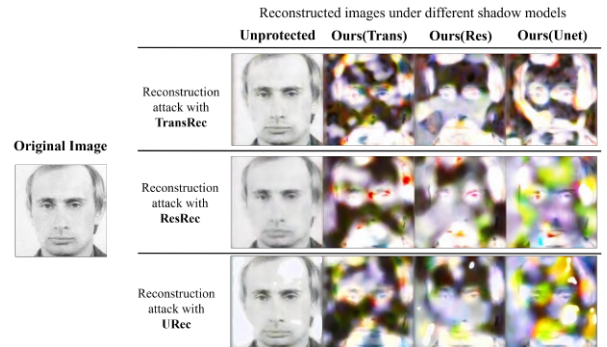 Reconstructed images under different shadow models
Unprotected Ours(Trans) Ours(Res) Ours(Unet)
Reconstruction
attack with
TransRec
Original Image
Reconstruction
attack with
ResRec
Reconstruction
attack with
URec